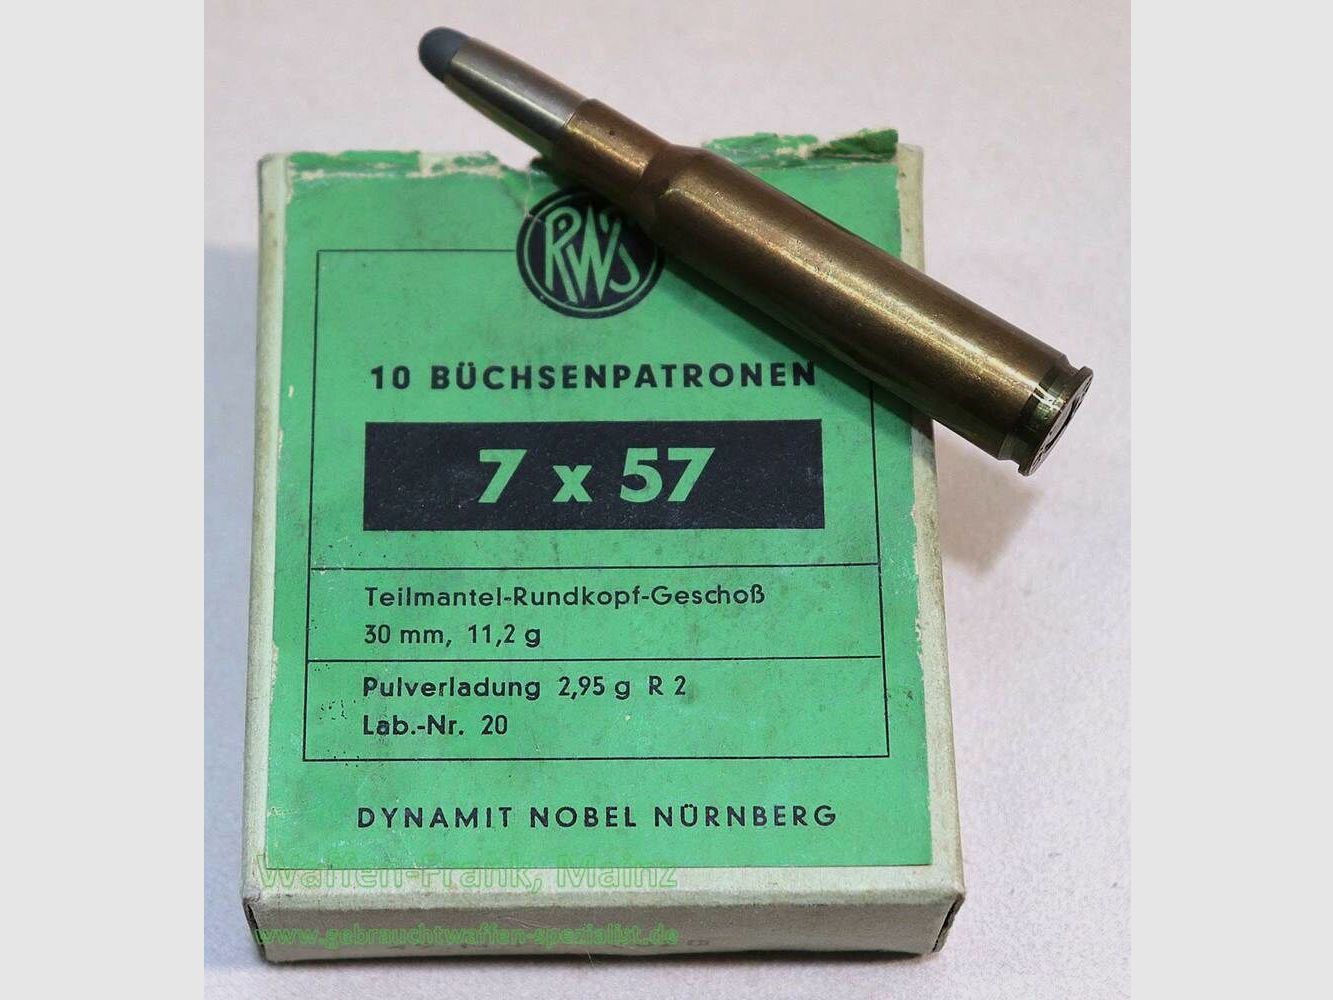 RWS
10 BÜCHSENPATRONEN
7 x 57
Teilmantel-Rundkopf-Geschoß
30 mm, 11,2 g
Pulverladung 2,95 g R 2
Lab.-Nr. 20
DYNAMIT NOBEL NÜRNBERG
Waffen-Frank, Mainz
www.gebrauchtwaffen-spezialist.de